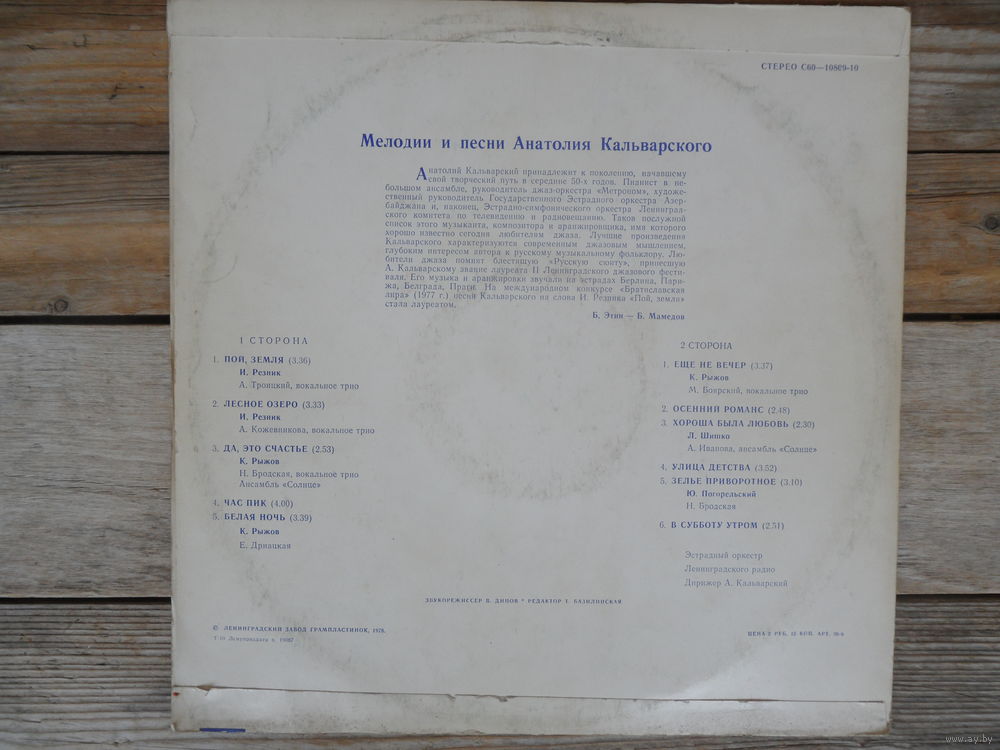 СТЕРЕО С60—10809-10
Мелодии и песни Анатолия Кальварского
Анатолий Кальварский принадлежит к поколению, начавшему
свой творческий путь в середине 50-х годов. Пианист в не-
большом ансамбле, руководитель джаз-оркестра «Метроном», художе-
ственный руководитель Государственного Эстрадного оркестра Азер-
байджана и, наконец, Эстрадно-симфонического оркестра Ленинград-
ского комитета по телевидению и радиовещанию. Таков послужной
список этого музыканта, композитора и аранжировщика, имя которого
хорошо известно сегодня любителям джаза. Лучшие произведения
Кальварского характеризуются современным джазовым мышлением,
глубоким интересом автора к русскому музыкальному фольклору. Лю-
бители джаза помнят блестящую «Русскую сюиту», принесшую
А. Кальварскому звание лауреата II Ленинградского джазового фести-
валя. Его музыка и аранжировки звучали на эстрадах Берлина, Пари-
жа, Белграда, Праги. На международном конкурсе «Братиславская
лира» (1977 г.) песня Кальварского на слова И. Резника «Пой, земля»
стала лауреатом.
Б. Этин — Б. Мамедов
1 СТОРОНА
1. ПОЙ, ЗЕМЛЯ (3.36)
И. Резник
А. Троицкий, вокальное трио
2. ЛЕСНОЕ ОЗЕРО (3.33)
И. Резник
А. Кожевникова, вокальное трио
3. ДА, ЭТО СЧАСТЬЕ (2.53)
К. Рыжов
Н. Бродская, вокальное трио
Ансамбль «Солнце»
4. ЧАС ПИК (4.00)
5. БЕЛАЯ НОЧЬ (3.39)
К. Рыжов
Е. Дриацкая
2 СТОРОНА
1. ЕЩЕ НЕ ВЕЧЕР (3.37)
К. Рыжов
М. Боярский, вокальное трио
2. ОСЕННИЙ РОМАНС (2.48)
3. ХОРОША БЫЛА ЛЮБОВЬ (2.30)
Л. Шишко
А. Иванова, ансамбль «Солнце»
4. УЛИЦА ДЕТСТВА (3.52)
5. ЗЕЛЬЕ ПРИВОРОТНОЕ (3.10)
Ю. Погорельский
Н. Бродская
6. В СУББОТУ УТРОМ (2.51)
Эстрадный оркестр
Ленинградского радио
Дирижер А. Кальварский
ЗВУКОРЕЖИССЕР В. ДИНОВ * РЕДАКТОР Т. БАЗИЛИНСКАЯ
© ЛЕНИНГРАДСКИЙ ЗАВОД ГРАМПЛАСТИНОК, 1978.
ЦЕНА 2 РУБ. 15 КОП. АРТ.
www.ay.by